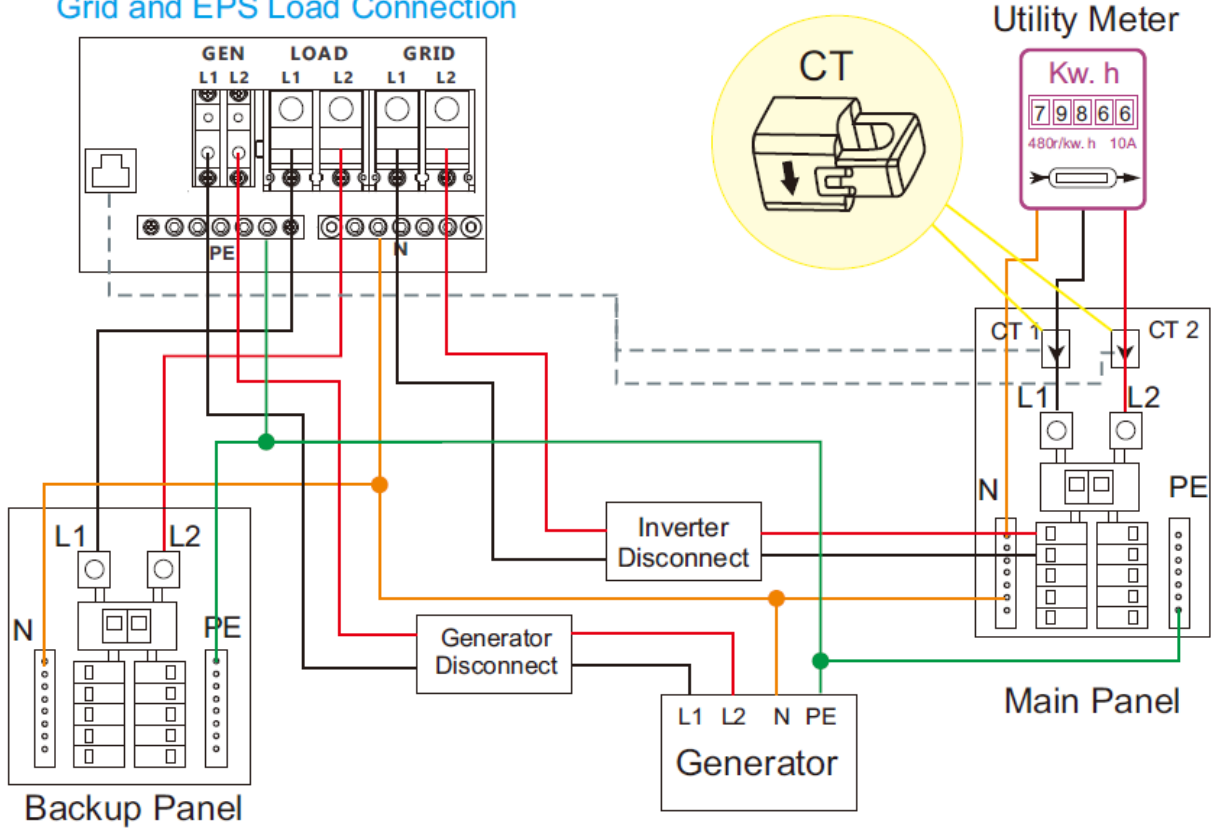 Grid and EPS Load Connection
Utility Meter
GEN LOAD GRID
L1 L2 L1 L2 L1 L2
PE
N
CT
Kw. h
79866
480r/kw. h 10A
CT 1
CT 2
L1
L2
N
PE
Inverter
Disconnect
L1
L2
N
PE
Generator
Disconnect
L1 L2 N PE
Generator
Main Panel
Backup Panel